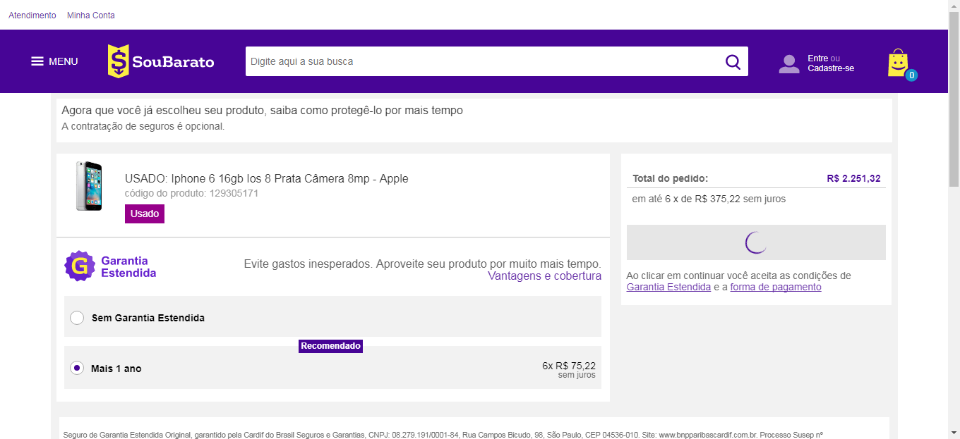 Atendimento Minha Conta
MENU SouBarato Digite aqui a sua busca Entre ou
Cadastre-se
0
Agora que você já escolheu seu produto, saiba como protegê-lo por mais tempo
A contratação de seguros é opcional.
USADO: Iphone 6 16gb Ios 8 Prata Câmera 8mp - Apple
código do produto: 129305171
Usado
G Garantia
Estendida
Evite gastos inesperados. Aproveite seu produto por muito mais tempo.
Vantagens e cobertura
Sem Garantia Estendida
Recomendado
Mais 1 ano 6x R$ 75,22
sem juros
Total do pedido: R$ 2.251,32
em até 6 x de R$ 375,22 sem juros
Ao clicar em continuar você aceita as condições de
Garantia Estendida e a forma de pagamento
Seguro de Garantia Estendida Original, garantido pela Cardif do Brasil Seguros e Garantias, CNPJ: 08.279.191/0001-84, Rua Campos Bicudo, 98, São Paulo, CEP 04536-010. Site: www.bnpparibascardif.com.br. Processo Susep nº